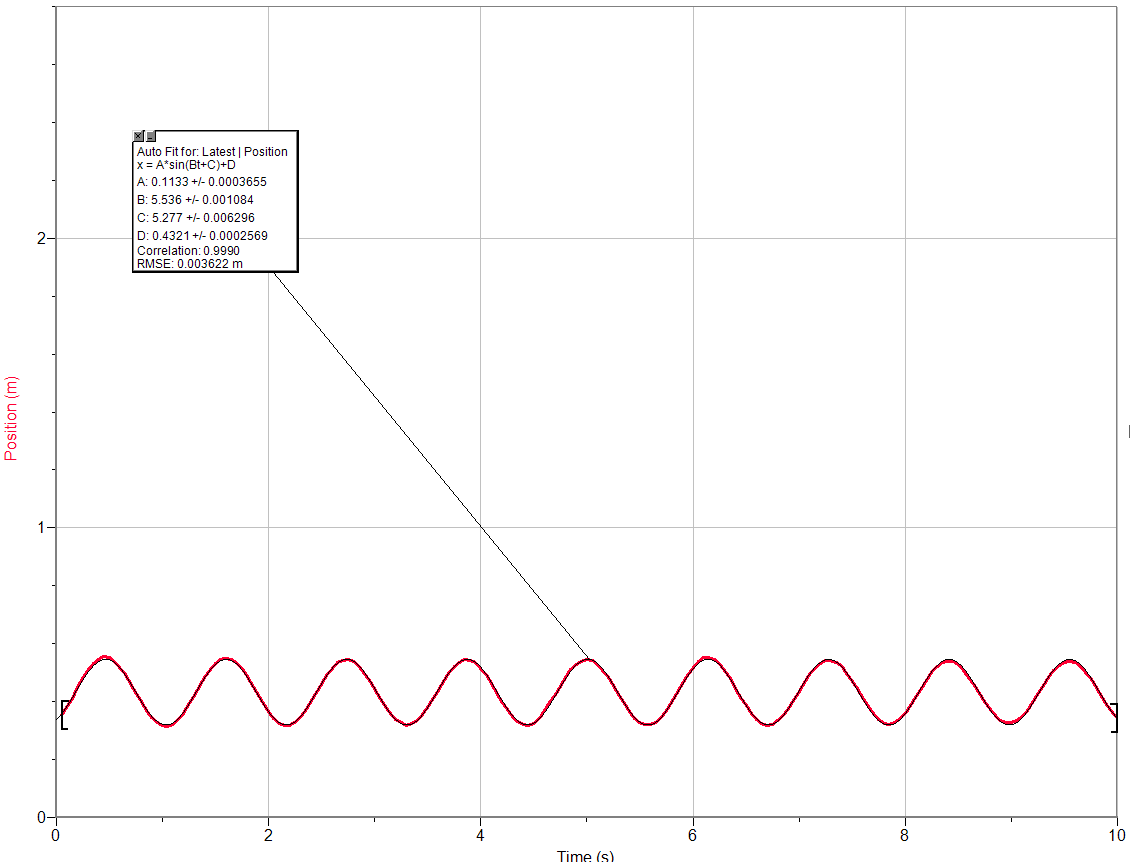 Auto Fit for: Latest | Position
x = A*sin(Bt+C)+D
A: 0.1133 +/- 0.0003655
B: 5.536 +/- 0.001084
C: 5.277 +/- 0.006296
D: 0.4321 +/- 0.0002569
Correlation: 0.9990
RMSE: 0.003622 m
2
1
0
Position (m)
0
2
4
6
8
10
Time (s)